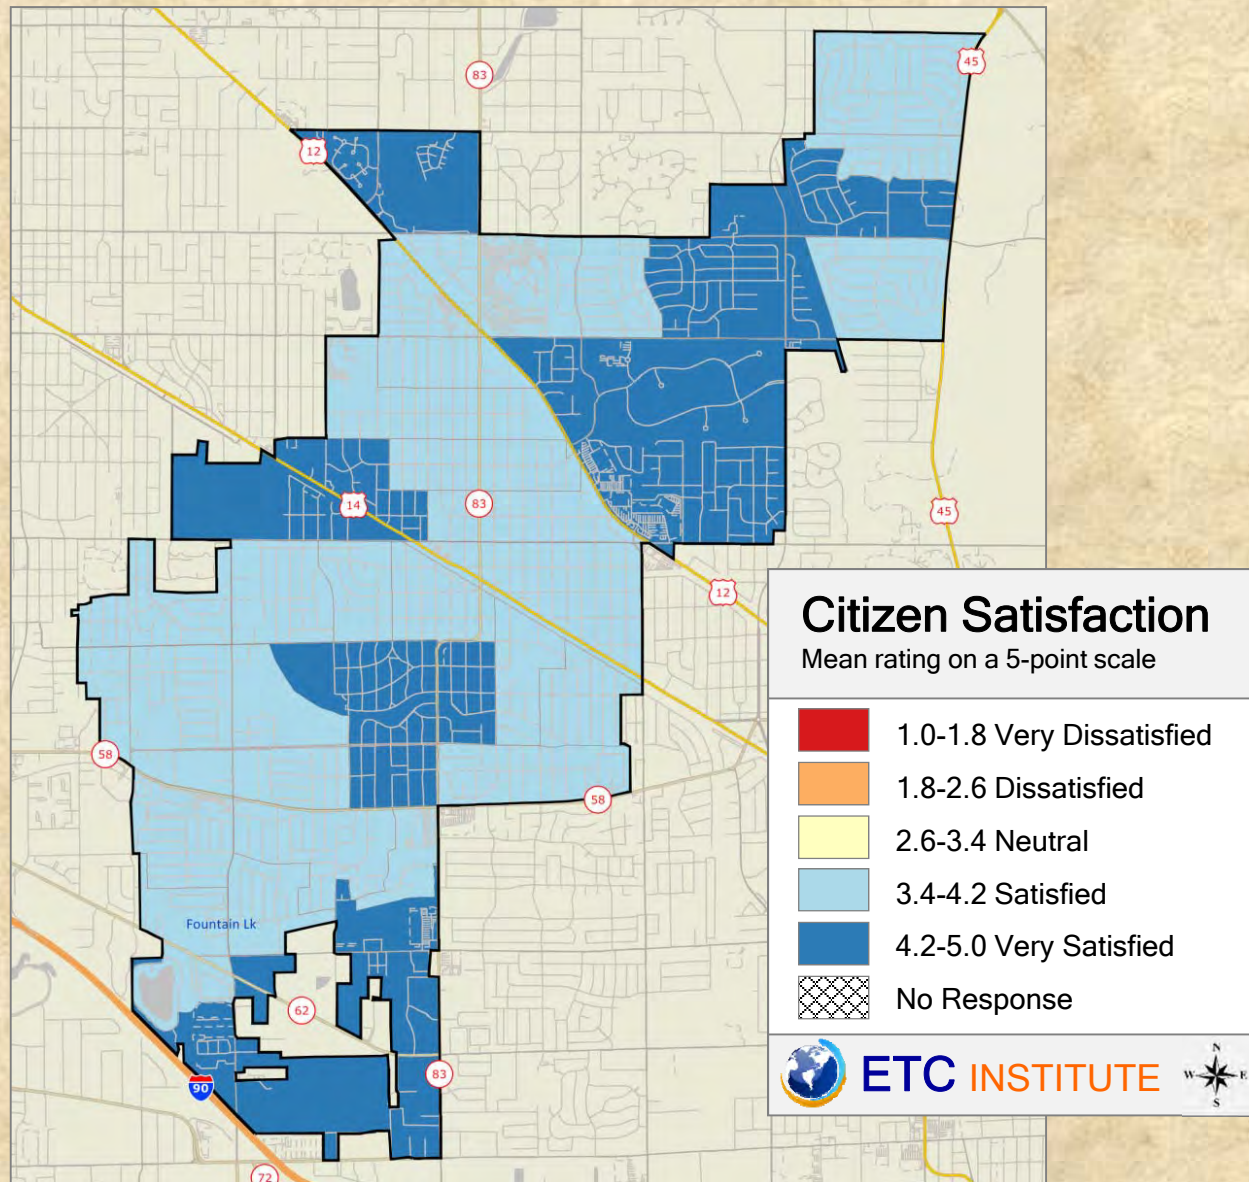 45
83
12
14
83
45
12
58
58
Fountain Lk
62
83
90
72
Citizen Satisfaction
Mean rating on a 5-point scale
1.0-1.8 Very Dissatisfied
1.8-2.6 Dissatisfied
2.6-3.4 Neutral
3.4-4.2 Satisfied
4.2-5.0 Very Satisfied
No Response
ETC INSTITUTE
N
W E
S